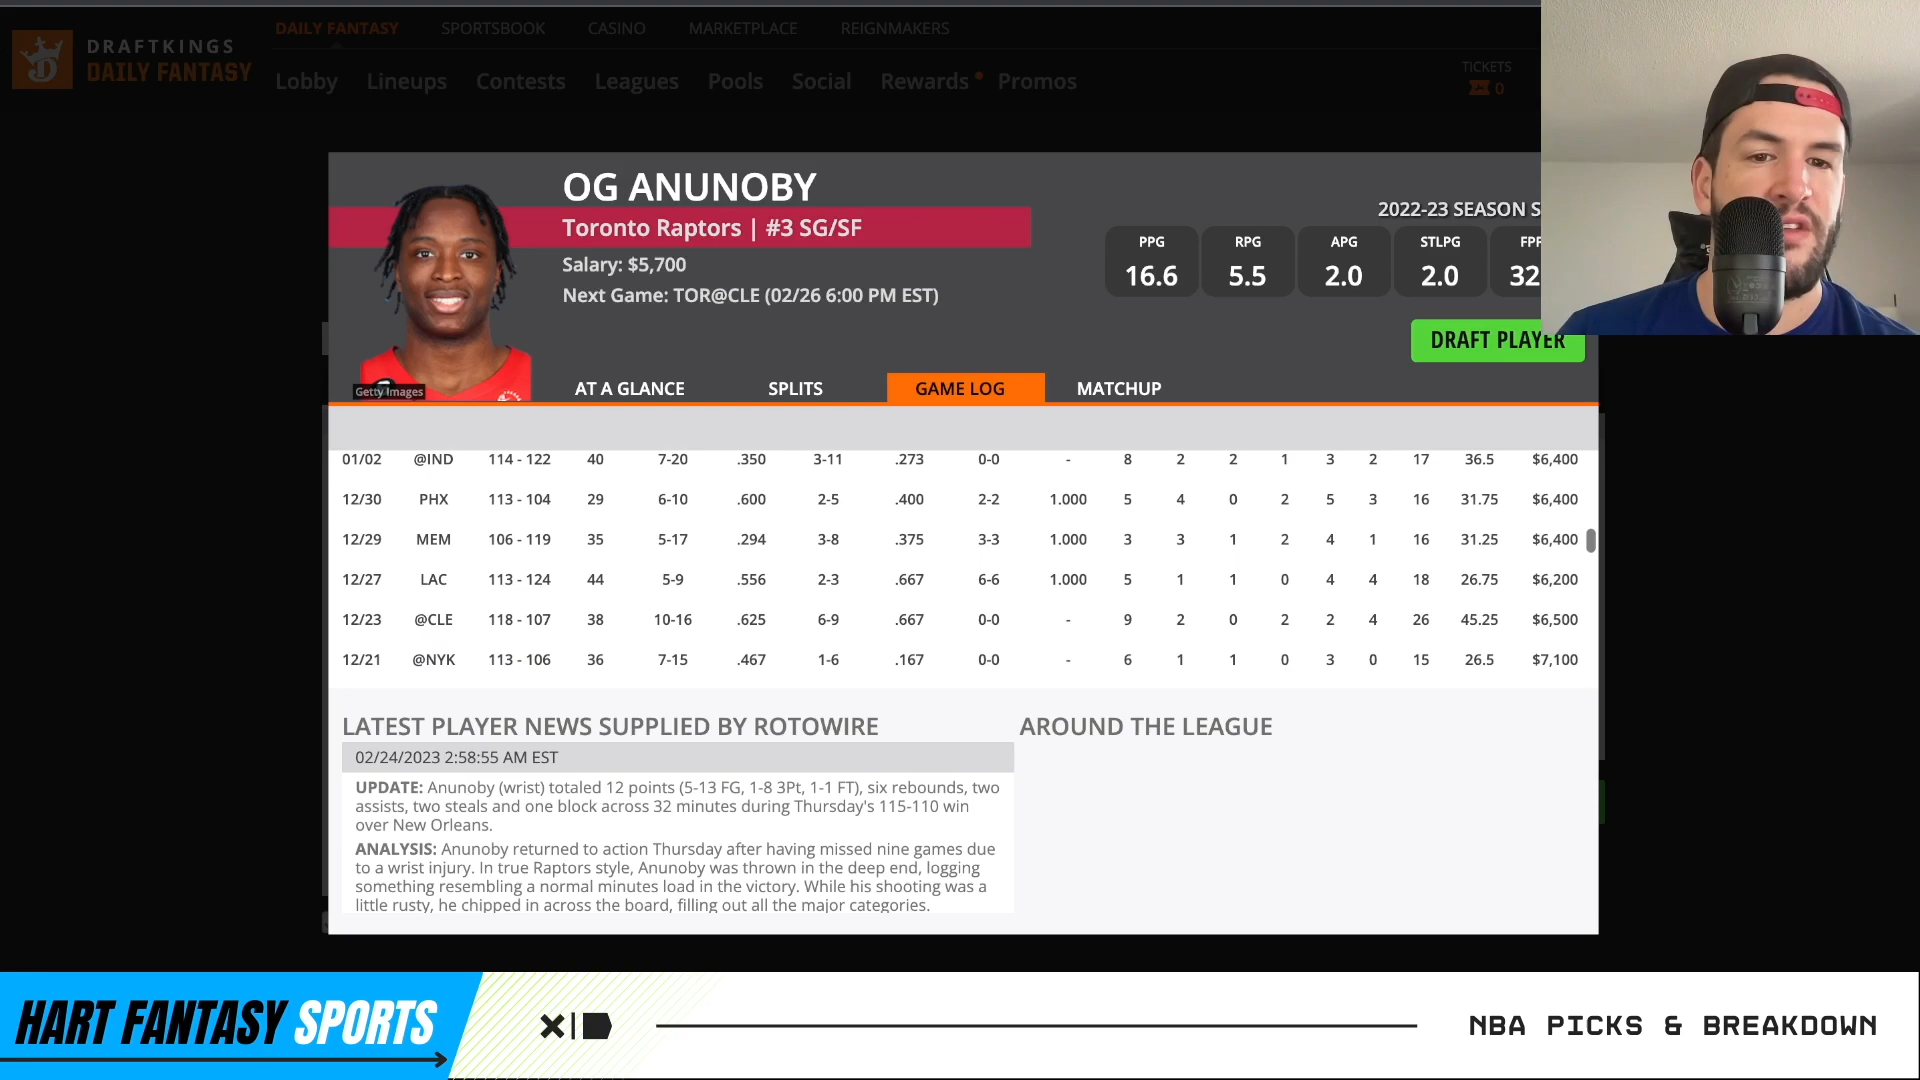 DAILY FANTASY SPORTSBOOK CASINO MARKETPLACE REIGNMAKERS
DRAFTKINGS
DAILY FANTASY
Lobby Lineups Contests Leagues Pools Social Rewards Promos
TICKETS
0
OG ANUNOBY
Toronto Raptors | #3 SG/SF
Salary: $5,700
Next Game: TOR@CLE (02/26 6:00 PM EST)
2022-23 SEASON S
PPG RPG APG STLPG FPP
16.6 5.5 2.0 2.0 32
DRAFT PLAYER
Getty Images
AT A GLANCE SPLITS GAME LOG MATCHUP
01/02 @IND 114 - 122 40 7-20 .350 3-11 .273 0-0 - 8 2 2 1 3 2 17 36.5 $6,400
12/30 PHX 113 - 104 29 6-10 .600 2-5 .400 2-2 1.000 5 4 0 2 5 3 16 31.75 $6,400
12/29 MEM 106 - 119 35 5-17 .294 3-8 .375 3-3 1.000 3 3 1 2 4 1 16 31.25 $6,400
12/27 LAC 113 - 124 44 5-9 .556 2-3 .667 6-6 1.000 5 1 1 0 4 4 18 26.75 $6,200
12/23 @CLE 118 - 107 38 10-16 .625 6-9 .667 0-0 - 9 2 0 2 2 4 26 45.25 $6,500
12/21 @NYK 113 - 106 36 7-15 .467 1-6 .167 0-0 - 6 1 1 0 3 0 15 26.5 $7,100
LATEST PLAYER NEWS SUPPLIED BY ROTOWIRE
AROUND THE LEAGUE
02/24/2023 2:58:55 AM EST
UPDATE: Anunoby (wrist) totaled 12 points (5-13 FG, 1-8 3Pt, 1-1 FT), six rebounds, two
assists, two steals and one block across 32 minutes during Thursday's 115-110 win
over New Orleans.
ANALYSIS: Anunoby returned to action Thursday after having missed nine games due
to a wrist injury. In true Raptors style, Anunoby was thrown in the deep end, logging
something resembling a normal minutes load in the victory. While his shooting was a
little rusty, he chipped in across the board, filling out all the major categories.
HART FANTASY SPORTS
NBA PICKS & BREAKDOWN